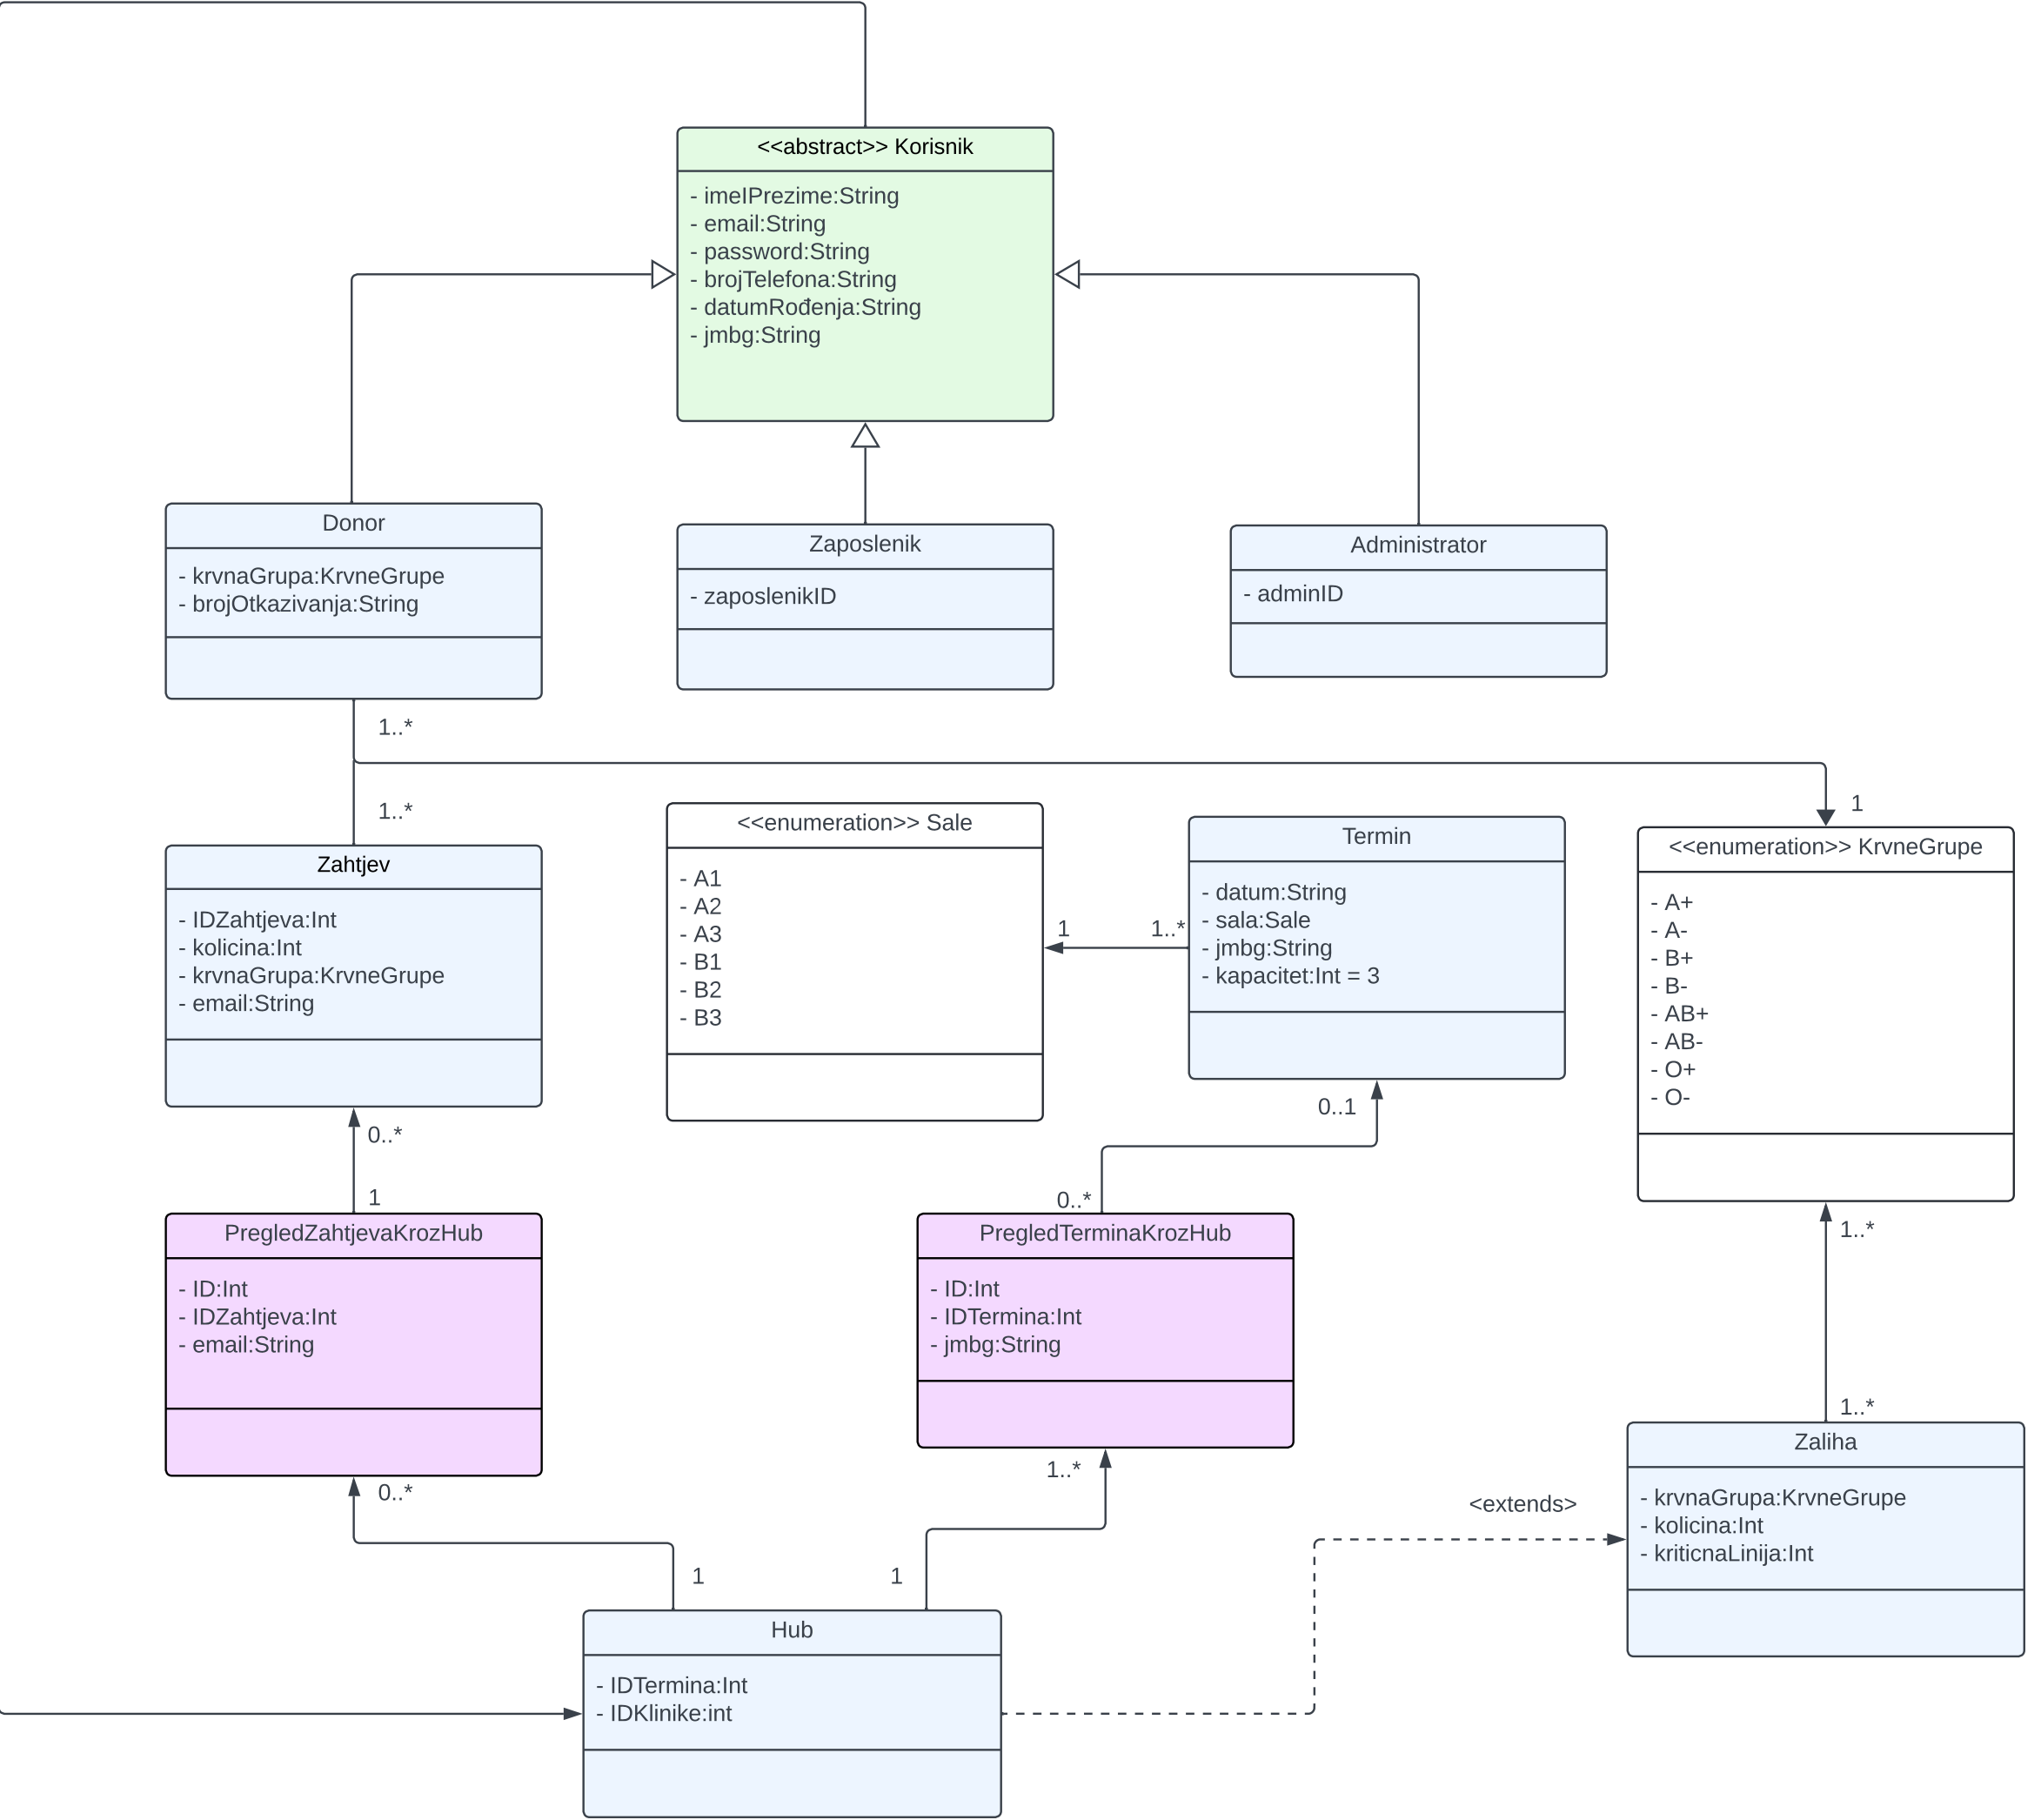 <<abstract>> Korisnik
- imeIPrezime:String
- email:String
- password:String
- brojTelefona:String
- datumRođenja:String
- jmbg:String
Donor
- krvnaGrupa:KrvneGrupe
- brojOtkazivanja:String
Zaposlenik
- zaposlenikID
Administrator
- adminID
1..*
1..*
1
Zahtjev
- IDZahtjeva:Int
- kolicina:Int
- krvnaGrupa:KrvneGrupe
- email:String
<<enumeration>> Sale
- A1
- A2
- A3
- B1
- B2
- B3
1
1..*
Termin
- datum:String
- sala:Sale
- jmbg:String
- kapacitet:Int = 3
<<enumeration>> KrvneGrupe
- A+
- A-
- B+
- B-
- AB+
- AB-
- O+
- O-
0..*
1
0..1
0..*
1..*
1..*
PregledZahtjevaKrozHub
- ID:Int
- IDZahtjeva:Int
- email:String
PregledTerminaKrozHub
- ID:Int
- IDTermina:Int
- jmbg:String
Zaliha
- krvnaGrupa:KrvneGrupe
- kolicina:Int
- kriticnaLinija:Int
0..*
1..*
<extends>
1
1
Hub
- IDTermina:Int
- IDKlinike:int